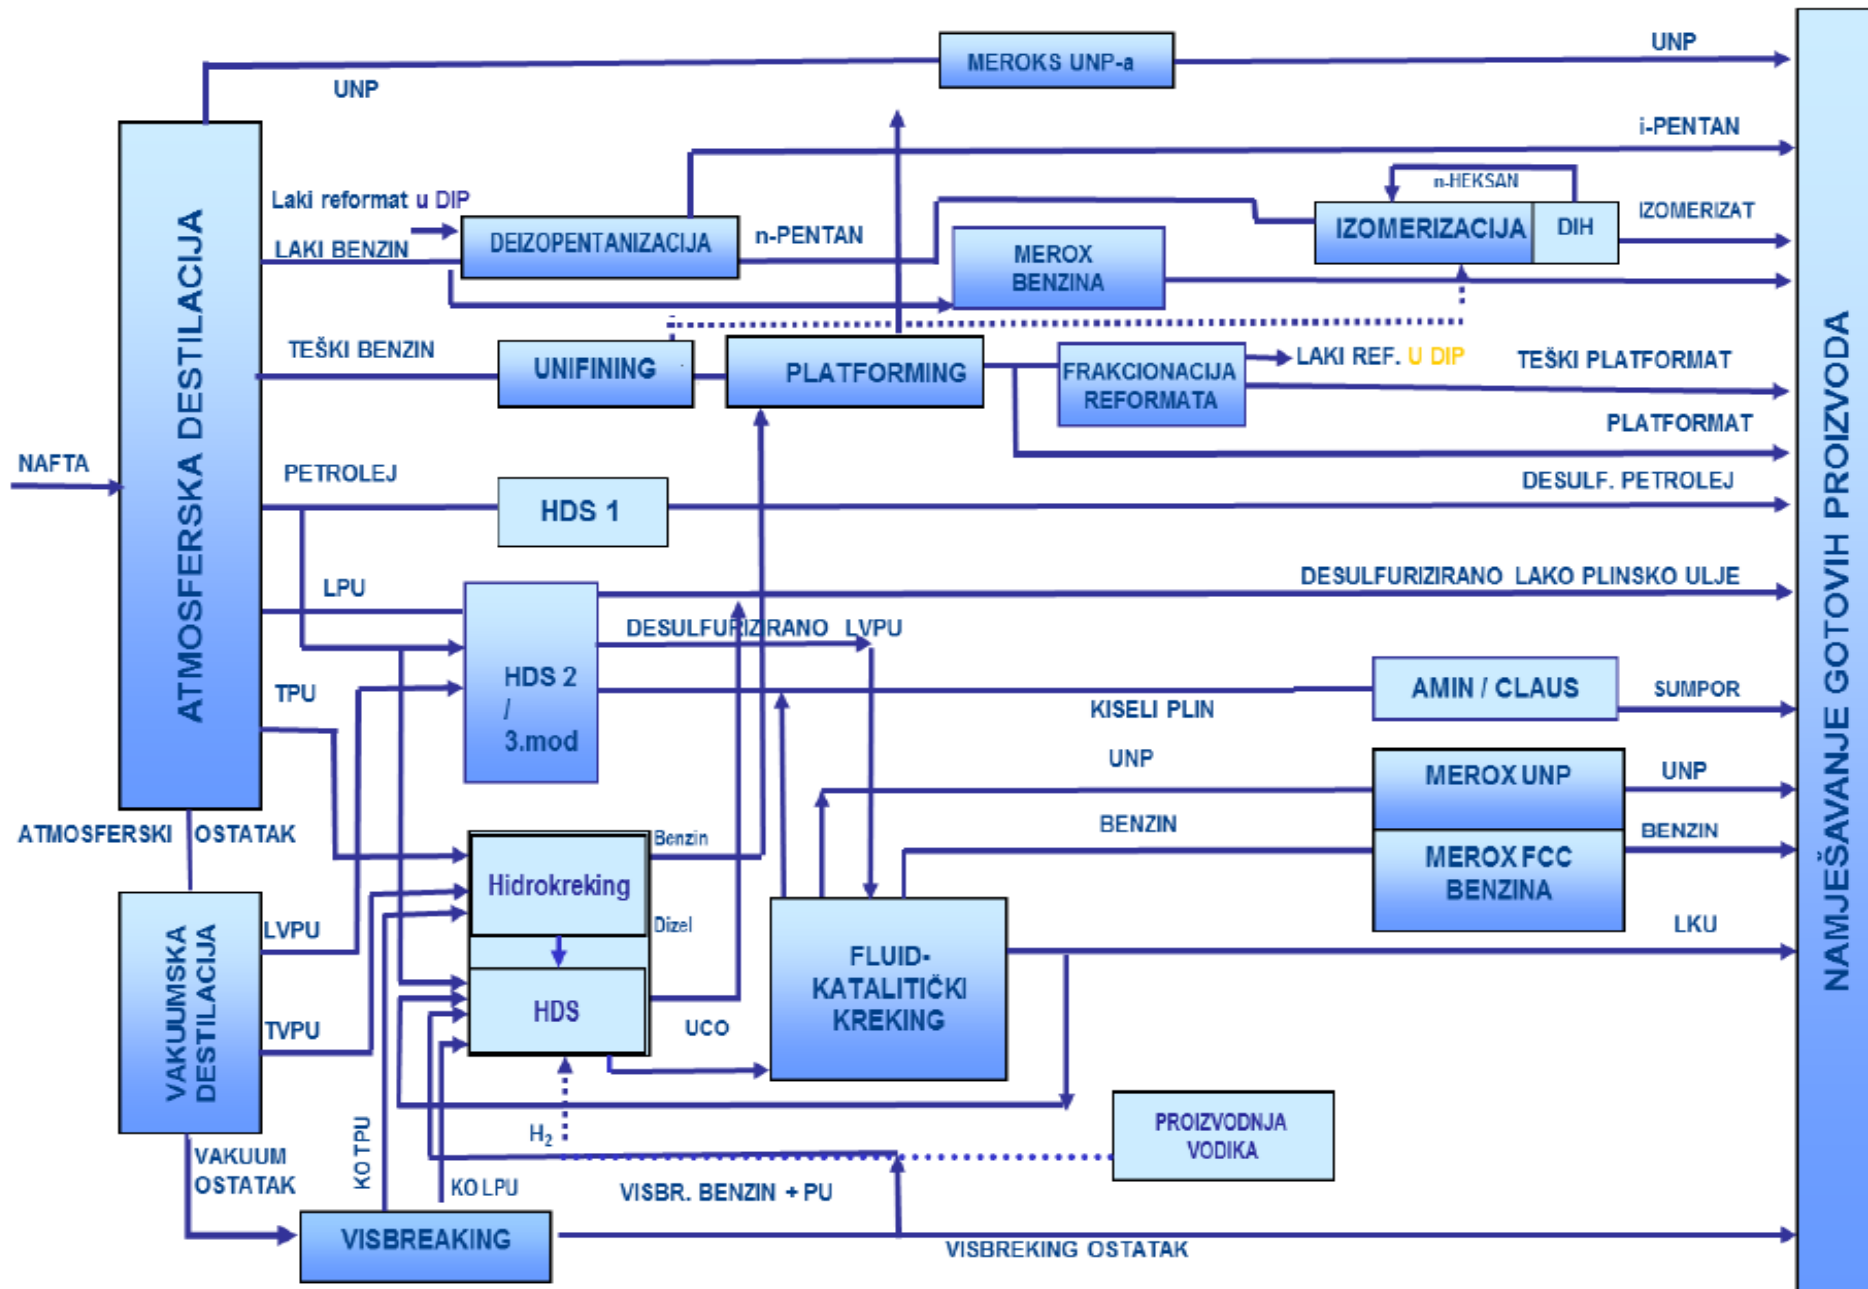 UNP
MEROKS UNP-a
UNP
i-PENTAN
n-HEKSAN
Laki reformat u DIP
DEIZOPENTANIZACIJA
n-PENTAN
IZOMERIZACIJA
DIH
IZOMERIZAT
LAKI BENZIN
MEROX
BENZINA
TEŠKI BENZIN
UNIFINING
PLATFORMING
FRAKCIONACIJA
REFORMATA
LAKI REF. U DIP
TEŠKI PLATFORMAT
PLATFORMAT
NAFTA
ATMOSFERSKA DESTILACIJA
PETROLEJ
HDS 1
DESULF. PETROLEJ
LPU
DESULFURIZIRANO LAKO PLINSKO ULJE
DESULFURIZIRANO LVPU
HDS 2
/
3.mod
TPU
KISELI PLIN
AMIN / CLAUS
SUMPOR
UNP
MEROX UNP
UNP
ATMOSFERSKI OSTATAK
Benzin
BENZIN
MEROX FCC
BENZINA
BENZIN
Hidrokreking
Dizel
LVPU
VAKUUMSKA
DESTILACIJA
TVPU
HDS
UCO
FLUID-
KATALITIČKI
KREKING
LKU
H2
PROIZVODNJA
VODIKA
VAKUUM
OSTATAK
KO TPU
KO LPU
VISBR. BENZIN + PU
VISBREAKING
VISBREKING OSTATAK
NAMJEŠAVANJE GOTOVIH PROIZVODA